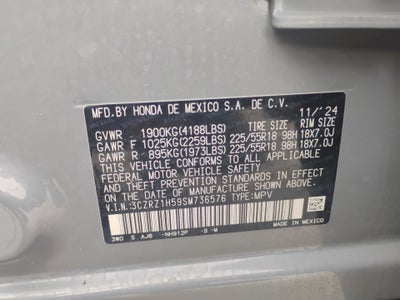 MFD.BY HONDA DE MEXICO S.A. DE C.V. 11/'24
TIRE SIZE RIM SIZE
GVWR 1900KG(4188LBS)
GAWR F 1025KG(2259LBS) 225/55R18 98H 18X7.0J
GAWR R 895KG(1973LBS) 225/55R18 98H 18X7.0J
THIS VEHICLE CONFORMS TO ALL APPLICABLE
FEDERAL MOTOR VEHICLE SAFETY AND THEFT
PREVENTION STANDARDS IN EFFECT ON THE
DATE OF MANUFACTURE SHOWN ABOVE.
V.I.N.:3CZRZ1H59SM736576 TYPE:MPV
3W0 S AJB -NH912P -S -M
MADE IN MEXICO